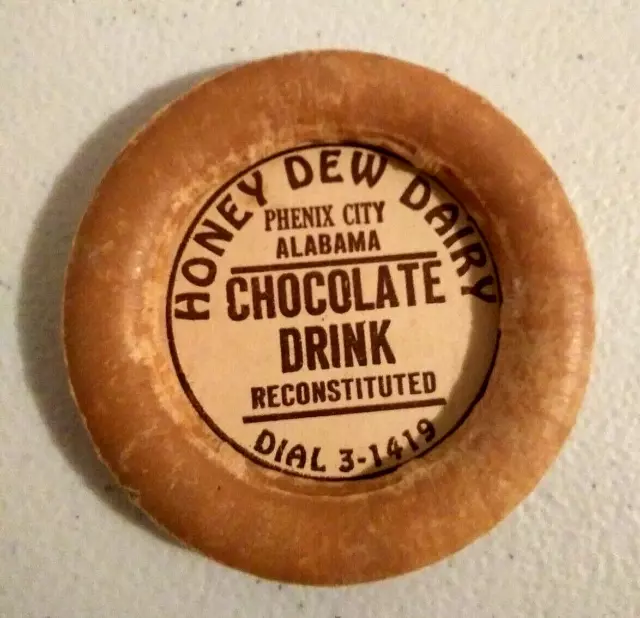 HONEY DEW DAIRY
PHENIX CITY
ALABAMA
CHOCOLATE
DRINK
RECONSTITUTED
DIAL 3-1419